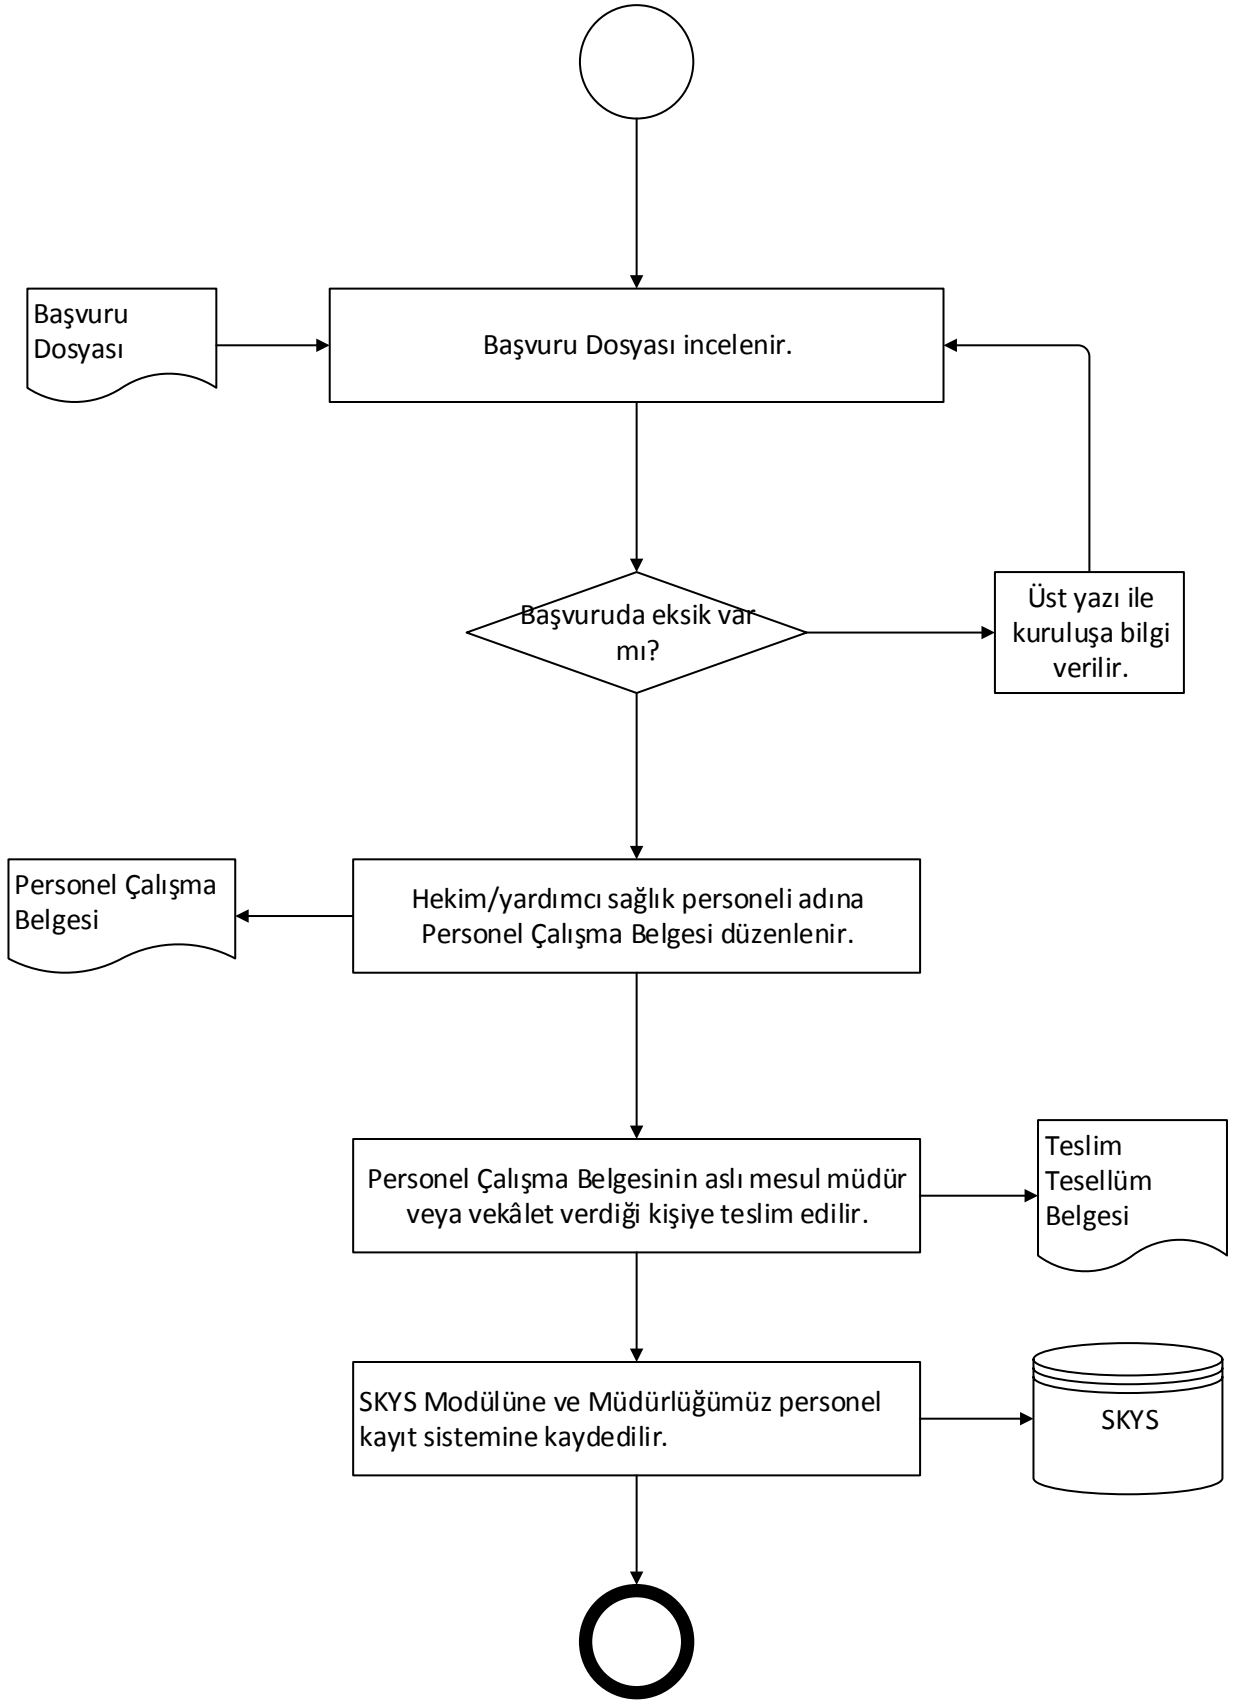 Başvuru
Dosyası
Başvuru Dosyası incelenir.
Başvuruda eksik var
mı?
Üst yazı ile
kuruluşa bilgi
verilir.
Personel Çalışma
Belgesi
Hekim/yardımcı sağlık personeli adına
Personel Çalışma Belgesi düzenlenir.
Personel Çalışma Belgesinin aslı mesul müdür
veya vekâlet verdiği kişiye teslim edilir.
Teslim
Tesellüm
Belgesi
SKYS Modülüne ve Müdürlüğümüz personel
kayıt sistemine kaydedilir.
SKYS